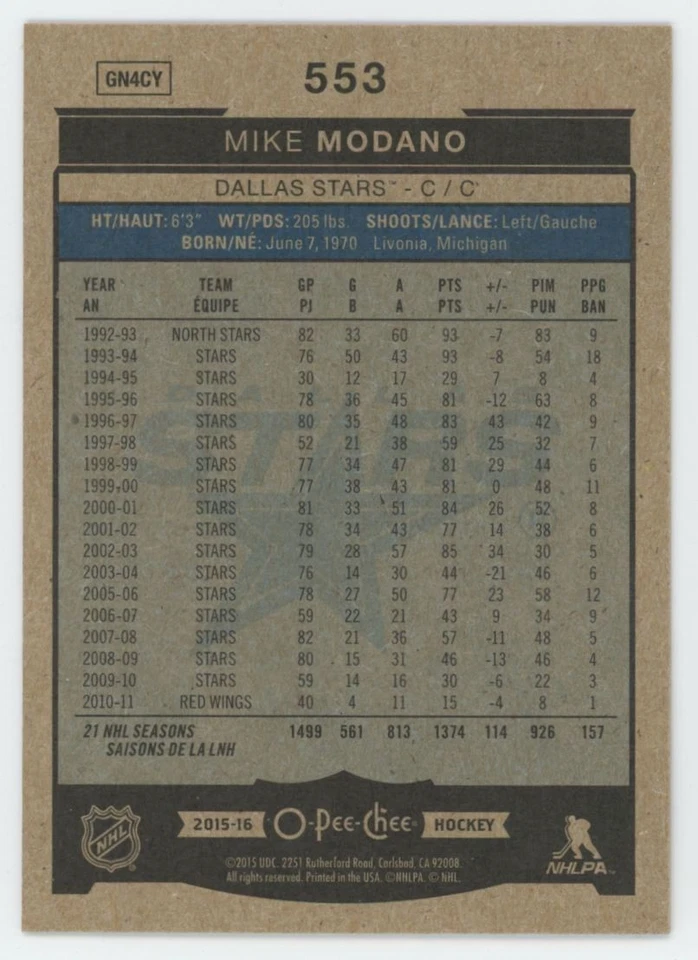 GN4CY
553
MIKE MODANO
DALLAS STARS™ - C / C
HT/HAUT: 6'3" WT/PDS: 205 lbs. SHOOTS/LANCE: Left/Gauche
BORN/NÉ: June 7, 1970 Livonia, Michigan
YEAR TEAM GP G A PTS +/- PIM PPG
AN ÉQUIPE PJ B A PTS +/- PUN BAN
1992-93 NORTH STARS 82 33 60 93 -7 83 9
1993-94 STARS 76 50 43 93 -8 54 18
1994-95 STARS 30 12 17 29 7 8 4
1995-96 STARS 78 36 45 81 -12 63 8
1996-97 STARS 80 35 48 83 43 42 9
1997-98 STARS 52 21 38 59 25 32 7
1998-99 STARS 77 34 47 81 29 44 6
1999-00 STARS 77 38 43 81 0 48 11
2000-01 STARS 81 33 51 84 26 52 8
2001-02 STARS 78 34 43 77 14 38 6
2002-03 STARS 79 28 57 85 34 30 5
2003-04 STARS 76 14 30 44 -21 46 6
2005-06 STARS 78 27 50 77 23 58 12
2006-07 STARS 59 22 21 43 9 34 9
2007-08 STARS 82 21 36 57 -11 48 5
2008-09 STARS 80 15 31 46 -13 46 4
2009-10 STARS 59 14 16 30 -6 22 3
2010-11 RED WINGS 40 4 11 15 -4 8 1
21 NHL SEASONS 1499 561 813 1374 114 926 157
SAISONS DE LA LNH
STARS
NHL
2015-16 O-Pee-Chee® HOCKEY
NHLPA™
©2015 UDC. 2251 Rutherford Road, Carlsbad, CA 92008.
All rights reserved. Printed in the USA. ©NHLPA. © NHL.